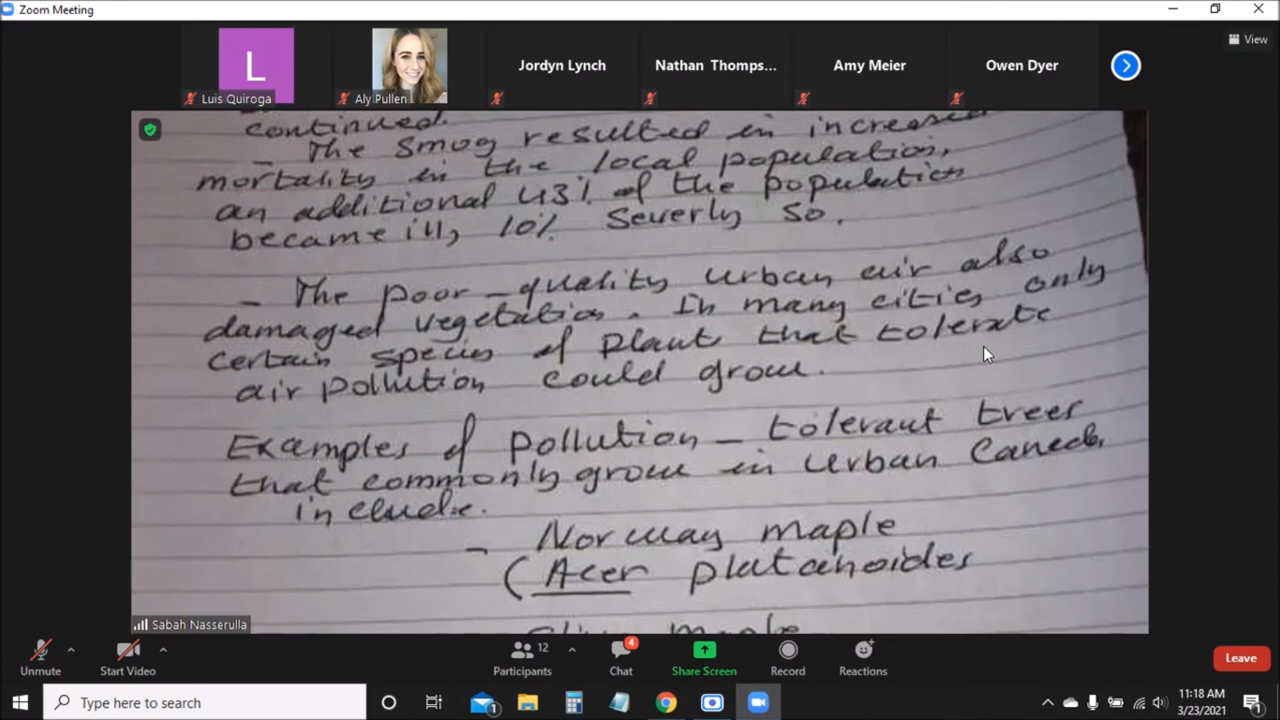 Zoom Meeting
View
L
Luis Quiroga
Aly Pullen
Jordyn Lynch
Nathan Thomps...
Amy Meier
Owen Dyer
continued.
- The smog resulted in increased
mortality in the local population,
an additional 43% of the population
became ill, 10% Severly so.
- The poor-quality urban air also
damaged vegetation. In many cities only
certain species of plant that tolerate
air pollution could grow.
Examples of pollution-tolerant trees
that commonly grow in urban Canada
include.
- Norway maple
(Acer platanoides
maple
Sabah Nasserulla
Unmute
Start Video
12
Participants
4
Chat
Share Screen
Record
Reactions
Leave
Type here to search
1
11:18 AM
3/23/2021
1